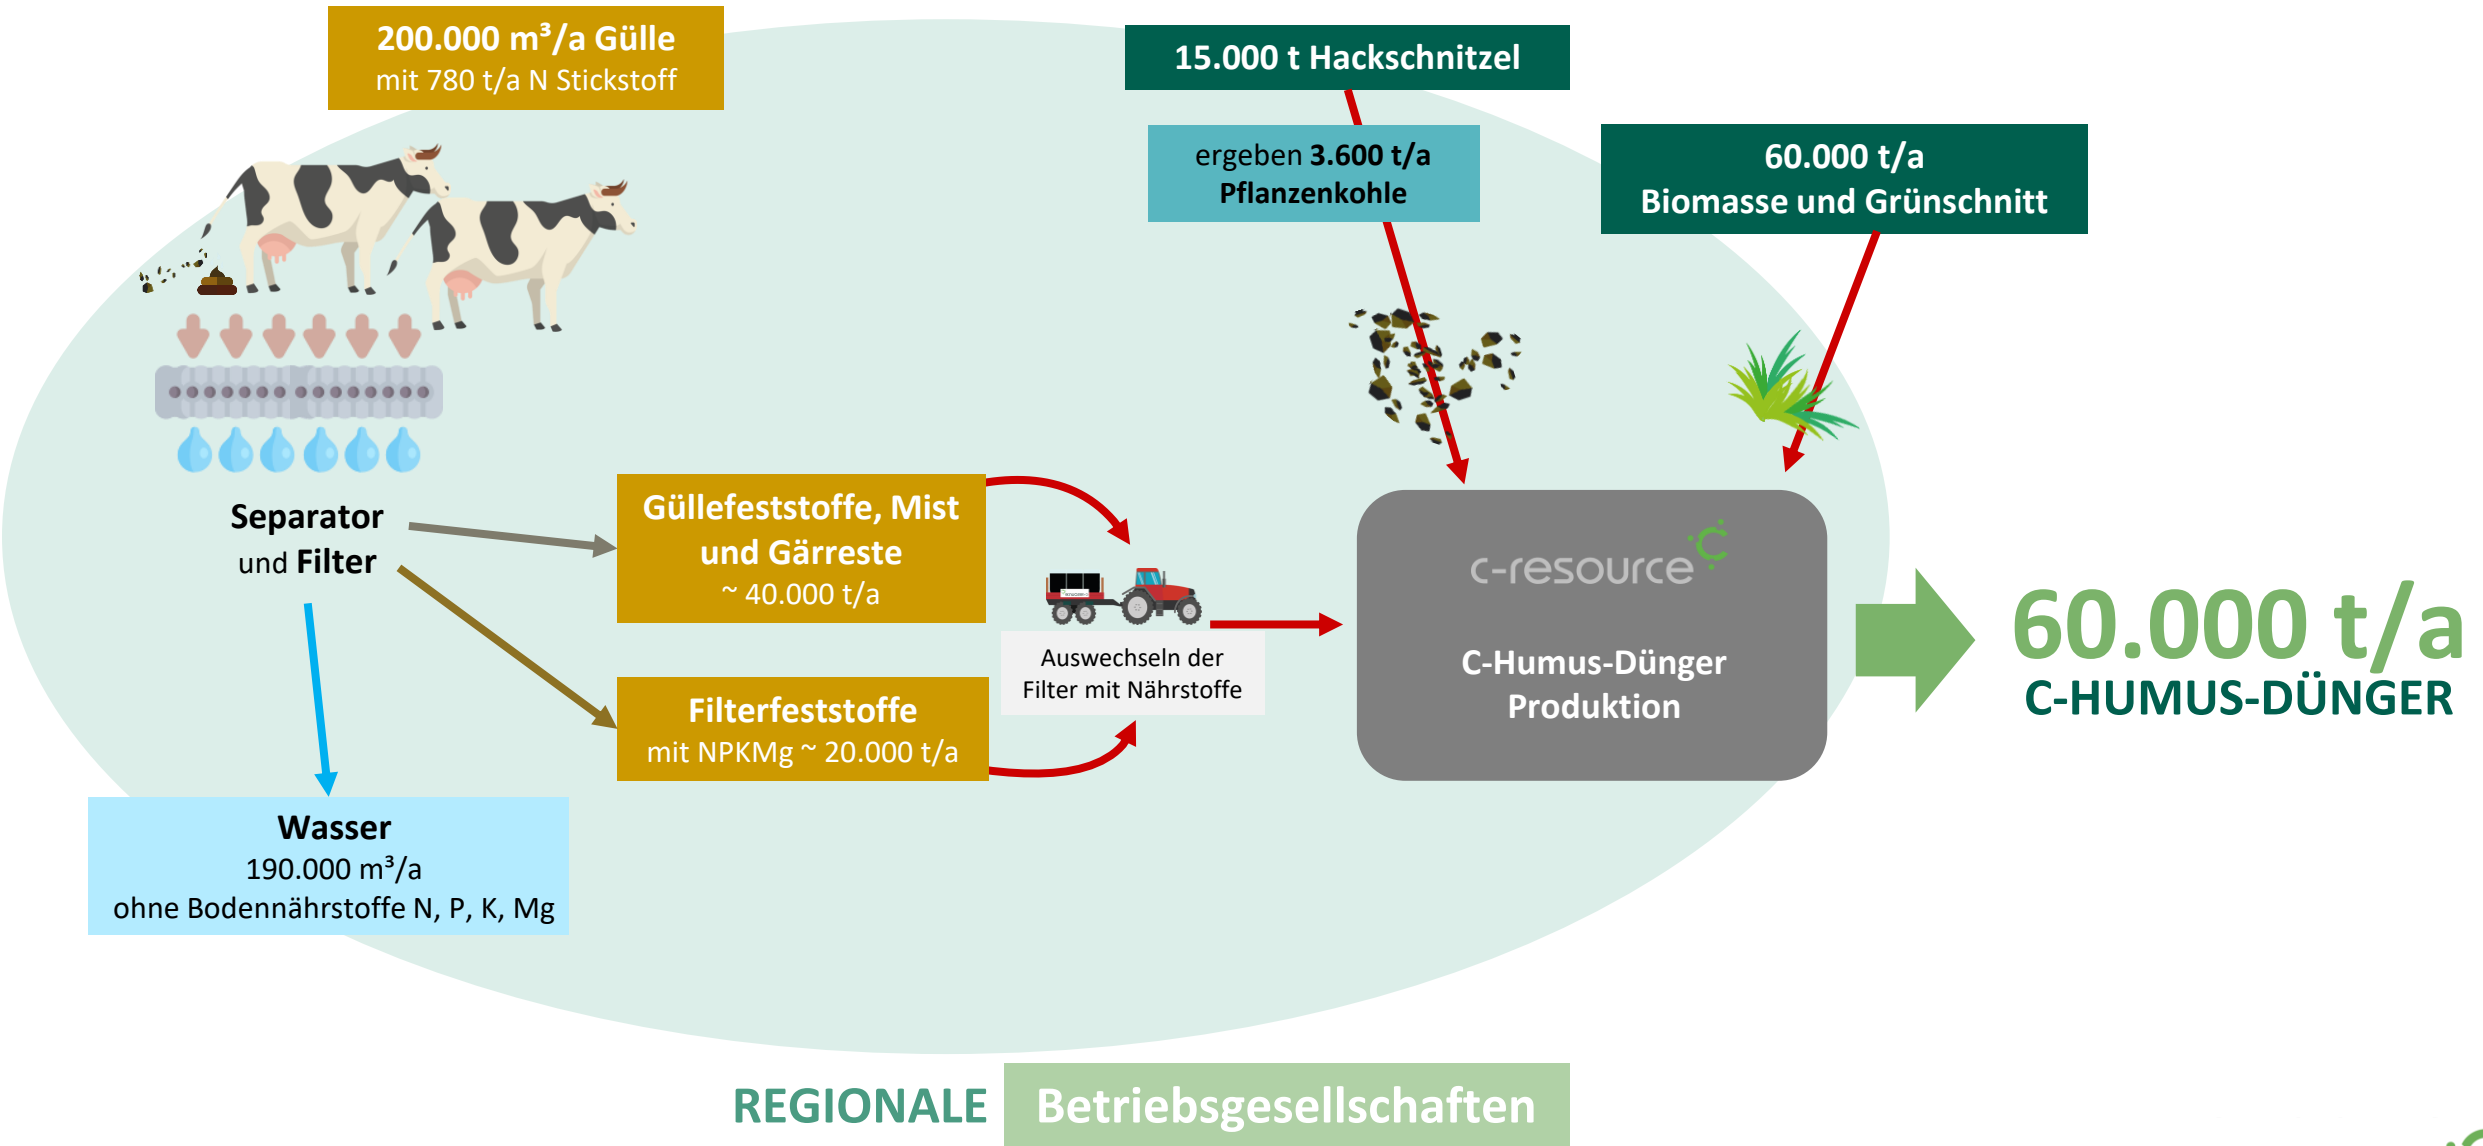 200.000 m³/a Gülle
mit 780 t/a N Stickstoff
15.000 t Hackschnitzel
ergeben 3.600 t/a
Pflanzenkohle
60.000 t/a
Biomasse und Grünschnitt
Separator
und Filter
Güllefeststoffe, Mist
und Gärreste
~ 40.000 t/a
Filterfeststoffe
mit NPKMg ~ 20.000 t/a
Auswechseln der
Filter mit Nährstoffe
c-resource
C-Humus-Dünger
Produktion
60.000 t/a
C-HUMUS-DÜNGER
Wasser
190.000 m³/a
ohne Bodennährstoffe N, P, K, Mg
REGIONALE Betriebsgesellschaften